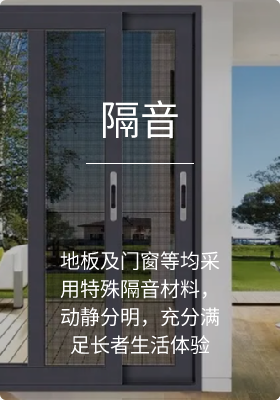 隔音
地板及门窗等均采
用特殊隔音材料，
动静分明，充分满
足长者生活体验